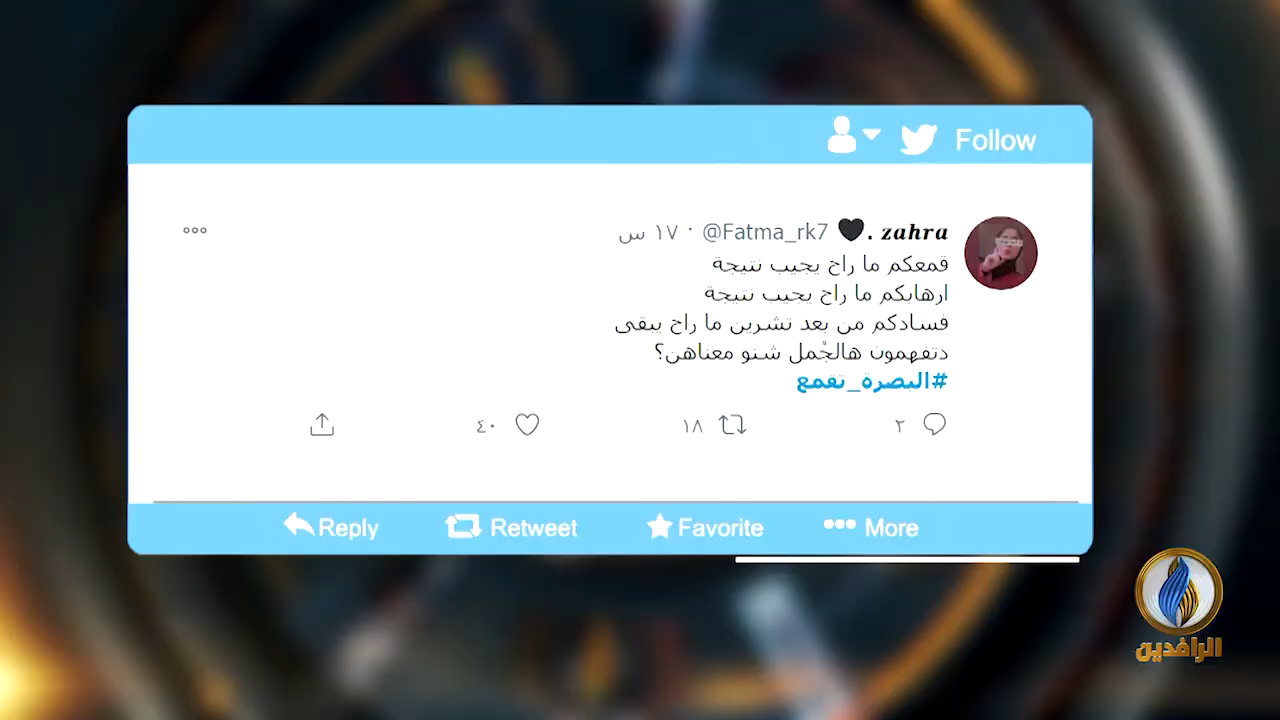 Follow
zahra . 🖤 @Fatma_rk7 · ١٧ س
قمعكم ما راح يجيب نتيجة
ارهابكم ما راح يجيب نتيجة
فسادكم من بعد تشرين ما راح يبقى
دتفهمون هالجْمل شنو معناهن؟
#البصرة_تقمع
٢ ١٨ ٤٠
Reply Retweet Favorite More
الرافدين